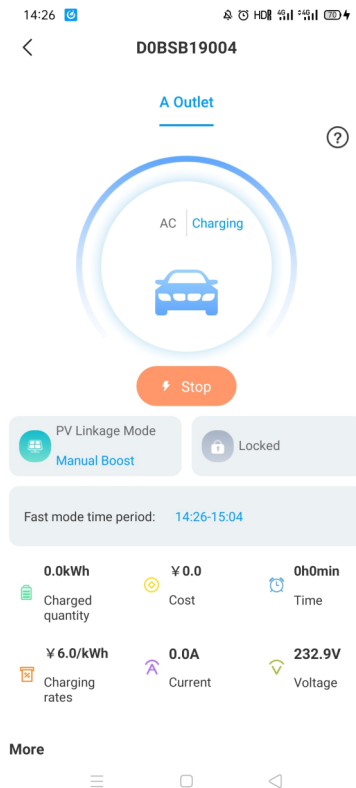 14:26 HD 4G 4G 70
D0BSB19004
A Outlet
?
AC Charging
Stop
PV Linkage Mode
Manual Boost
Locked
Fast mode time period: 14:26-15:04
0.0kWh ￥0.0 0h0min
Charged quantity Cost Time
￥6.0/kWh 0.0A 232.9V
Charging rates Current Voltage
More